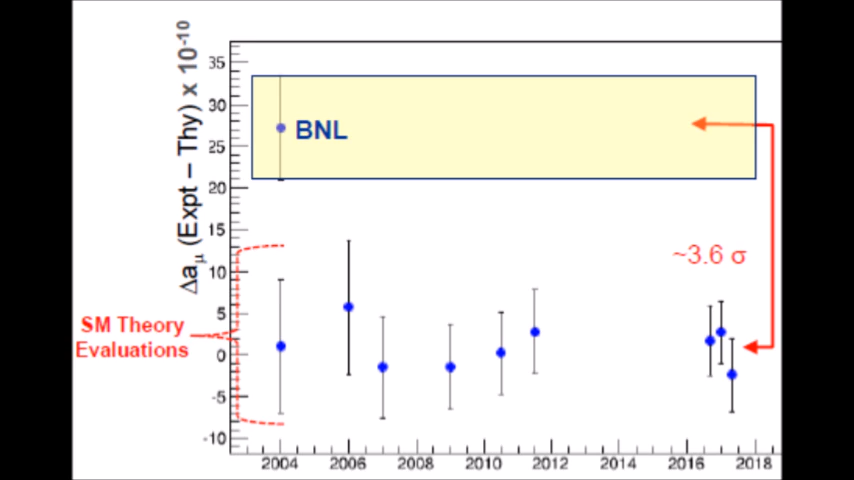 Δaμ (Expt – Thy) x 10⁻¹⁰
35
30
25
20
15
10
5
0
-5
-10
BNL
~3.6 σ
SM Theory
Evaluations
2004 2006 2008 2010 2012 2014 2016 2018